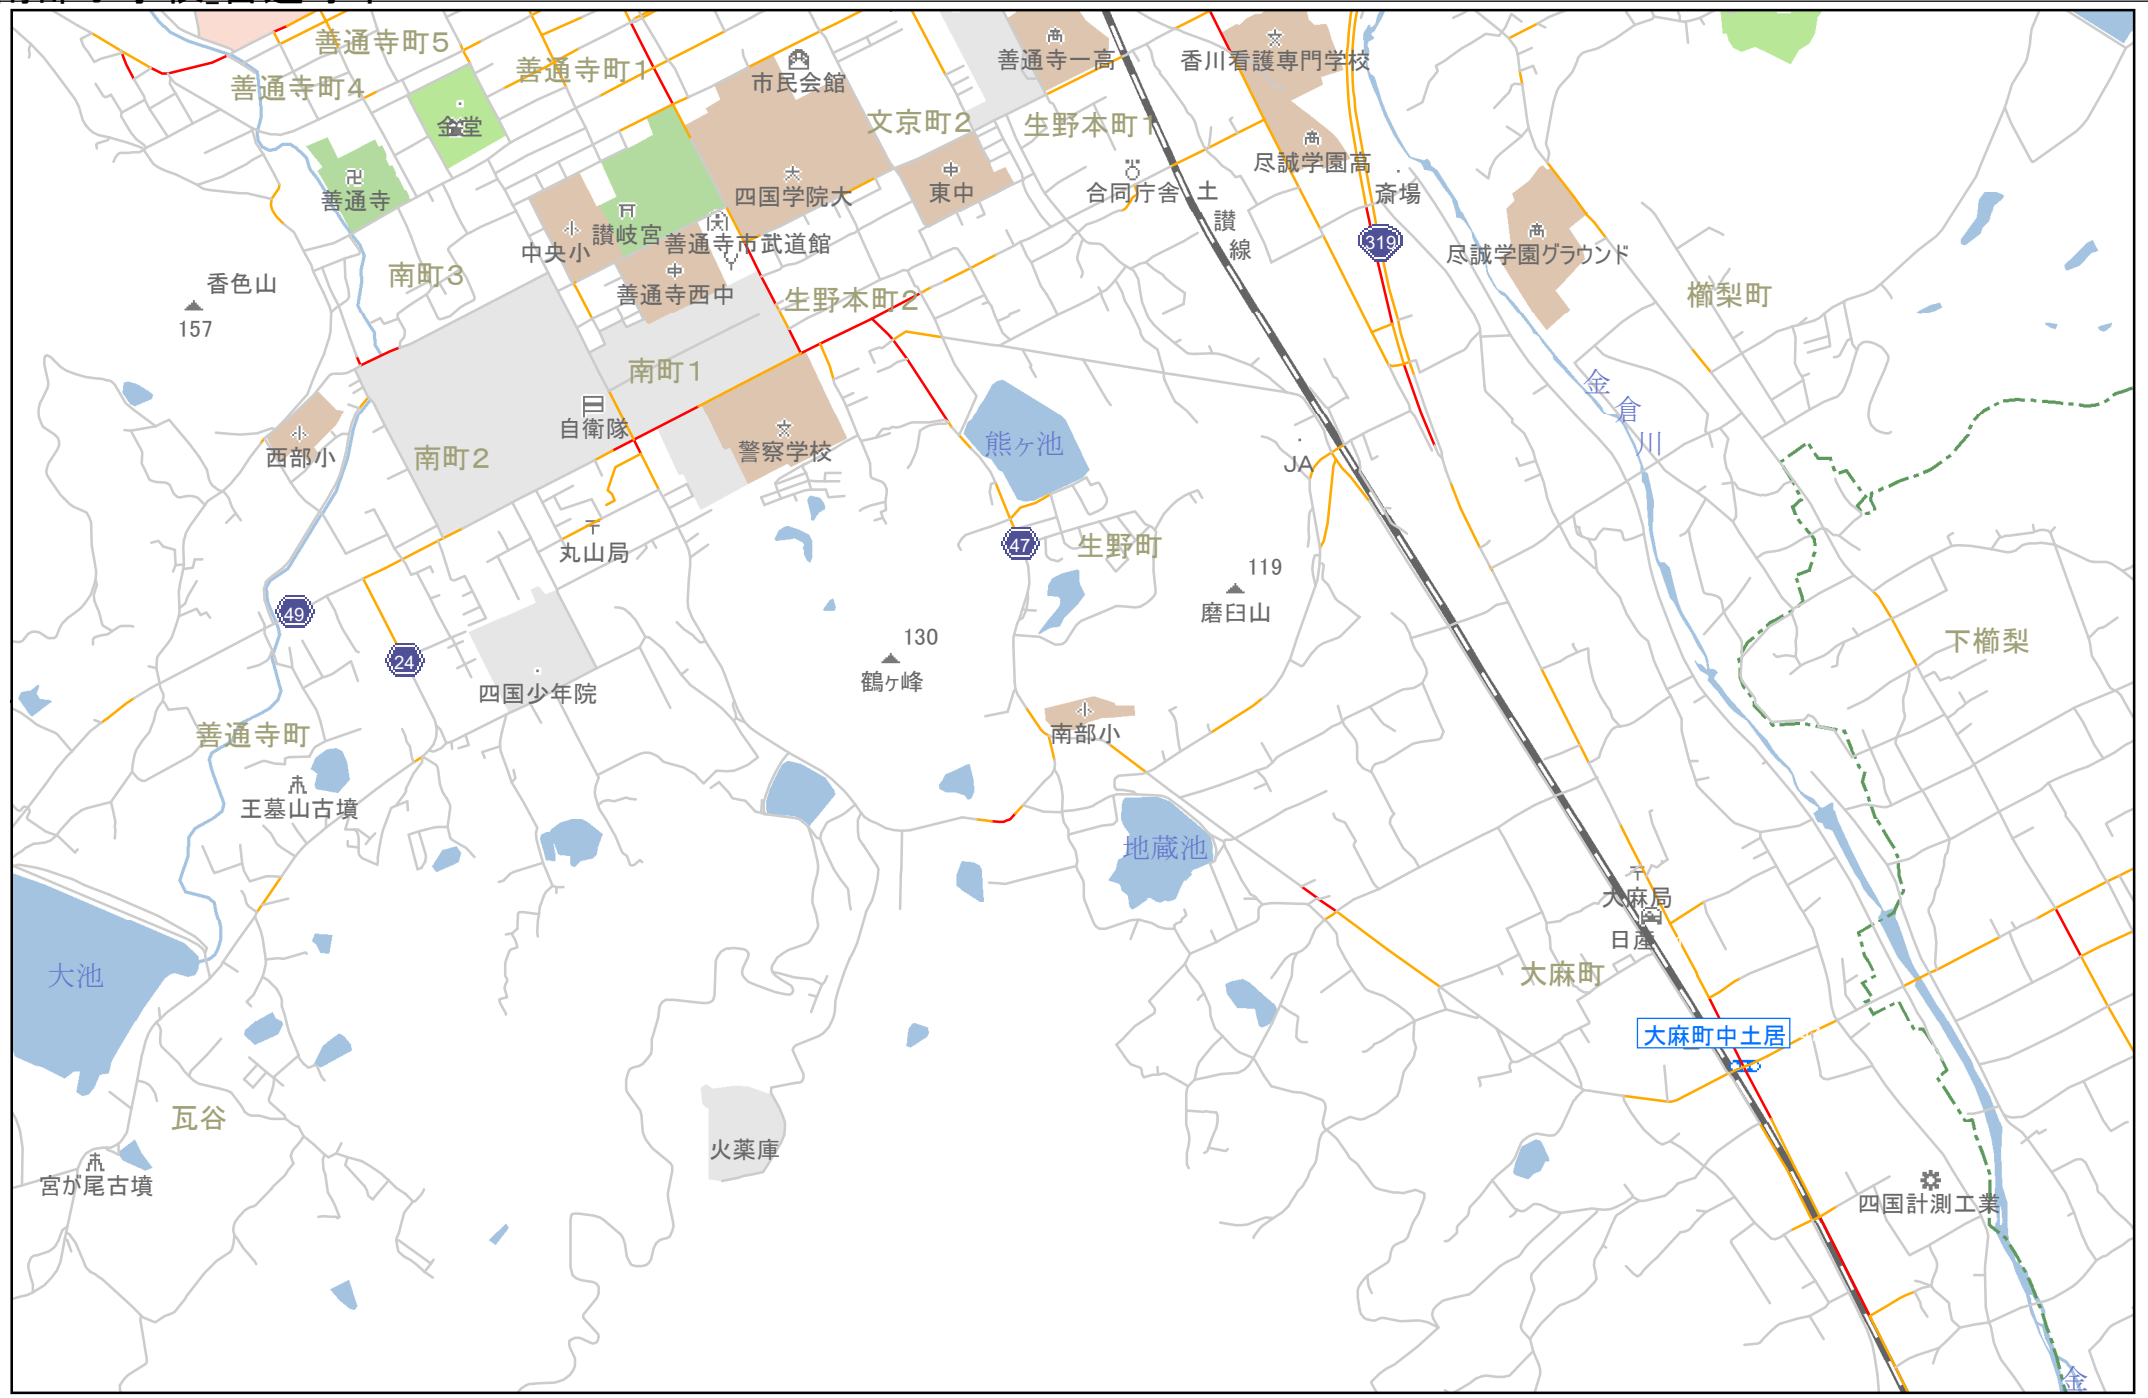 善通寺町5
善通寺一高
香川看護専門学校
善通寺町1
市民会館
善通寺町4
金堂
文京町2
生野本町1
尽誠学園高
善通寺
四国学院大
東中
合同庁舎
土讃線
斎場
中央小
讃岐宮
善通寺市武道館
319
尽誠学園グラウンド
南町3
香色山
157
善通寺西中
生野本町2
櫛梨町
南町1
金倉川
自衛隊
西部小
南町2
警察学校
熊ヶ池
JA
丸山局
47
生野町
119
磨臼山
49
24
130
鶴ヶ峰
下櫛梨
四国少年院
善通寺町
南部小
王墓山古墳
地蔵池
大麻局
日産
大池
大麻町
大麻町中土居
瓦谷
火薬庫
宮が尾古墳
四国計測工業
金